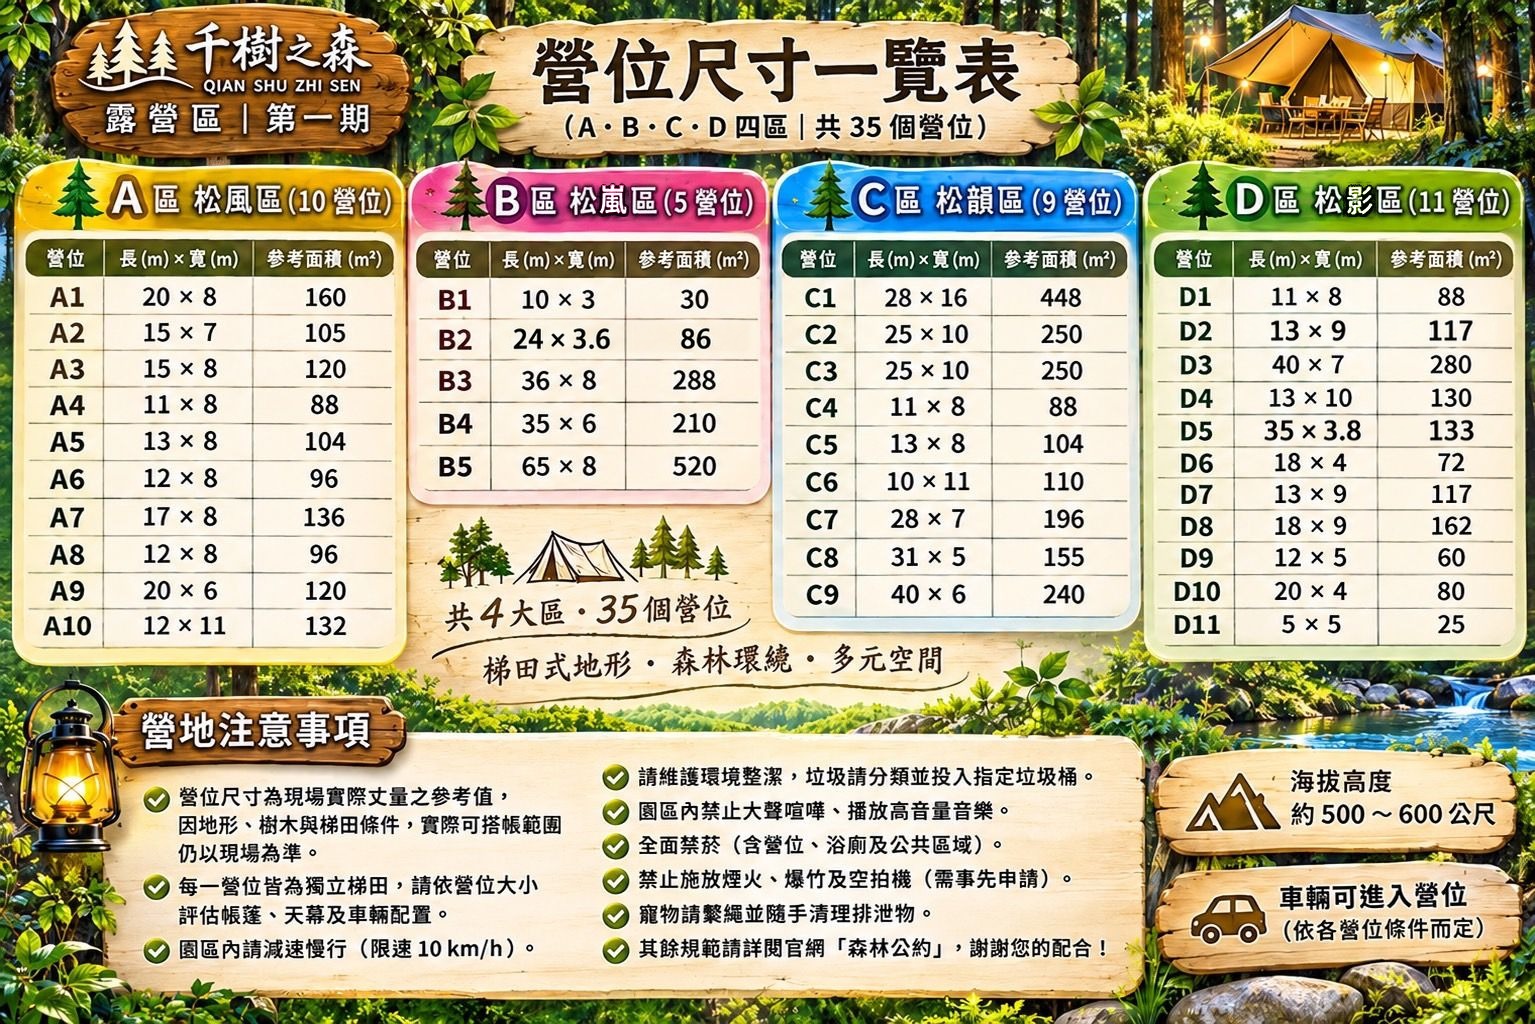 千樹之森
QIAN SHU ZHI SEN
露營區｜第一期
營位尺寸一覽表
（A・B・C・D 四區｜共 35 個營位）
A 區 松風區 (10 營位)
營位 長(m)×寬(m) 參考面積 (m²)
A1 20 × 8 160
A2 15 × 7 105
A3 15 × 8 120
A4 11 × 8 88
A5 13 × 8 104
A6 12 × 8 96
A7 17 × 8 136
A8 12 × 8 96
A9 20 × 6 120
A10 12 × 11 132
B 區 松嵐區 (5 營位)
營位 長(m)×寬(m) 參考面積 (m²)
B1 10 × 3 30
B2 24 × 3.6 86
B3 36 × 8 288
B4 35 × 6 210
B5 65 × 8 520
C 區 松韻區 (9 營位)
營位 長(m)×寬(m) 參考面積 (m²)
C1 28 × 16 448
C2 25 × 10 250
C3 25 × 10 250
C4 11 × 8 88
C5 13 × 8 104
C6 10 × 11 110
C7 28 × 7 196
C8 31 × 5 155
C9 40 × 6 240
D 區 松影區 (11 營位)
營位 長(m)×寬(m) 參考面積 (m²)
D1 11 × 8 88
D2 13 × 9 117
D3 40 × 7 280
D4 13 × 10 130
D5 35 × 3.8 133
D6 18 × 4 72
D7 13 × 9 117
D8 18 × 9 162
D9 12 × 5 60
D10 20 × 4 80
D11 5 × 5 25
共4大區・35個營位
梯田式地形・森林環繞・多元空間
營地注意事項
營位尺寸為現場實際丈量之參考值，
因地形、樹木與梯田條件，實際可搭帳範圍
仍以現場為準。
每一營位皆為獨立梯田，請依營位大小
評估帳篷、天幕及車輛配置。
園區內請減速慢行（限速 10 km/h）。
請維護環境整潔，垃圾請分類並投入指定垃圾桶。
園區內禁止大聲喧嘩、播放高音量音樂。
全面禁菸（含營位、浴廁及公共區域）。
禁止施放煙火、爆竹及空拍機（需事先申請）。
寵物請繫繩並隨手清理排泄物。
其餘規範請詳閱官網「森林公約」，謝謝您的配合！
海拔高度
約 500 ～ 600 公尺
車輛可進入營位
（依各營位條件而定）